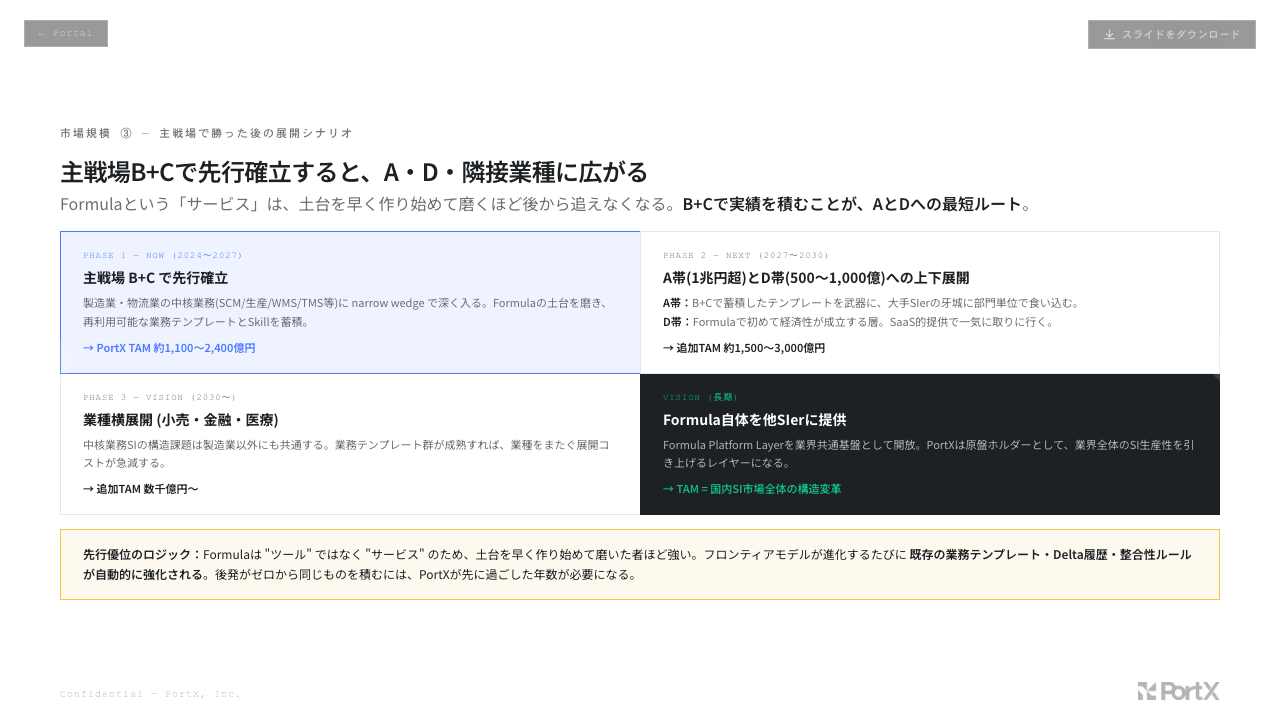 ← Portal
スライドをダウンロード
市場規模 ③ — 主戦場で勝った後の展開シナリオ
主戦場B+Cで先行確立すると、A・D・隣接業種に広がる
Formulaという「サービス」は、土台を早く作り始めて磨くほど後から追えなくなる。B+Cで実績を積むことが、AとDへの最短ルート。
PHASE 1 — NOW (2024〜2027)
主戦場 B+C で先行確立
製造業・物流業の中核業務(SCM/生産/WMS/TMS等)に narrow wedge で深く入る。Formulaの土台を磨き、
再利用可能な業務テンプレートとSkillを蓄積。
→ PortX TAM 約1,100〜2,400億円
PHASE 2 — NEXT (2027〜2030)
A帯(1兆円超)とD帯(500〜1,000億)への上下展開
A帯：B+Cで蓄積したテンプレートを武器に、大手SIerの牙城に部門単位で食い込む。
D帯：Formulaで初めて経済性が成立する層。SaaS的提供で一気に取りに行く。
→ 追加TAM 約1,500〜3,000億円
PHASE 3 — VISION (2030〜)
業種横展開 (小売・金融・医療)
中核業務SIの構造課題は製造業以外にも共通する。業務テンプレート群が成熟すれば、業種をまたぐ展開コ
ストが急減する。
→ 追加TAM 数千億円〜
VISION (長期)
Formula自体を他SIerに提供
Formula Platform Layerを業界共通基盤として開放。PortXは原盤ホルダーとして、業界全体のSI生産性を引
き上げるレイヤーになる。
→ TAM = 国内SI市場全体の構造変革
先行優位のロジック：Formulaは "ツール" ではなく "サービス" のため、土台を早く作り始めて磨いた者ほど強い。フロンティアモデルが進化するたびに 既存の業務テンプレート・Delta履歴・整合性ルール
が自動的に強化される。後発がゼロから同じものを積むには、PortXが先に過ごした年数が必要になる。
Confidential — PortX, Inc.
PortX